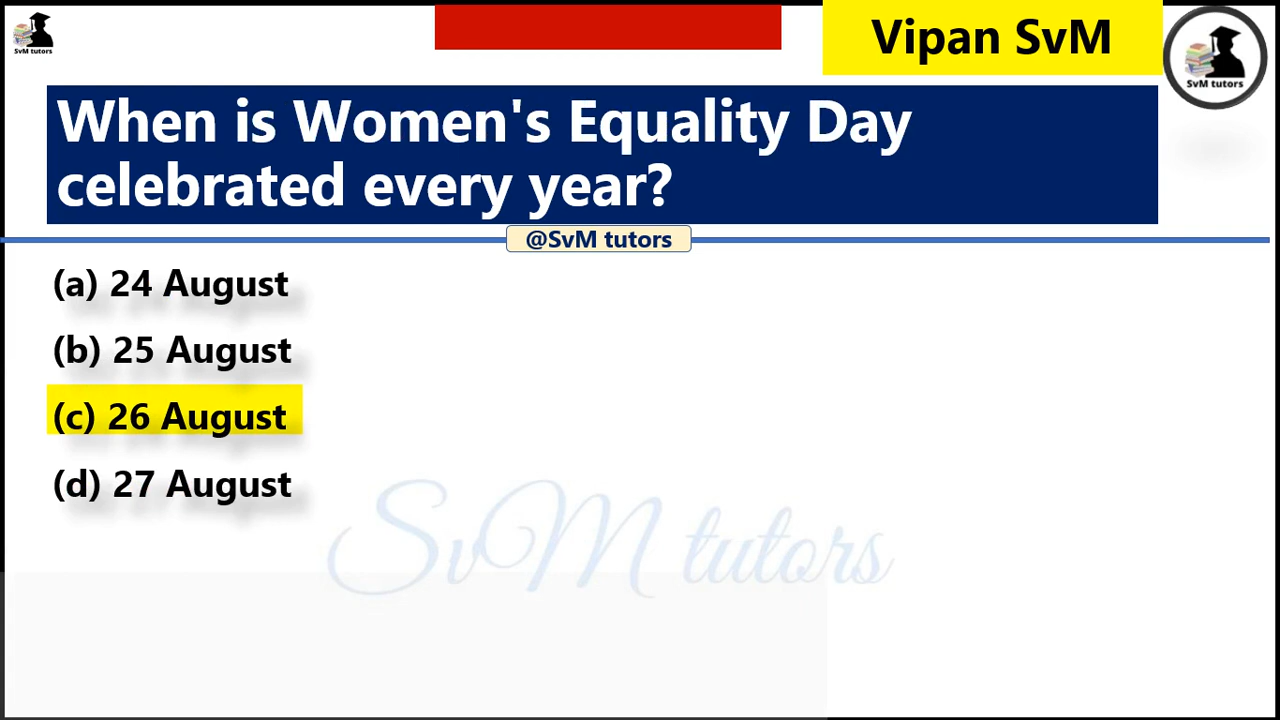 SvM tutors
Vipan SvM
SvM tutors
When is Women's Equality Day
celebrated every year?
@SvM tutors
(a) 24 August
(b) 25 August
(c) 26 August
(d) 27 August
SvM tutors